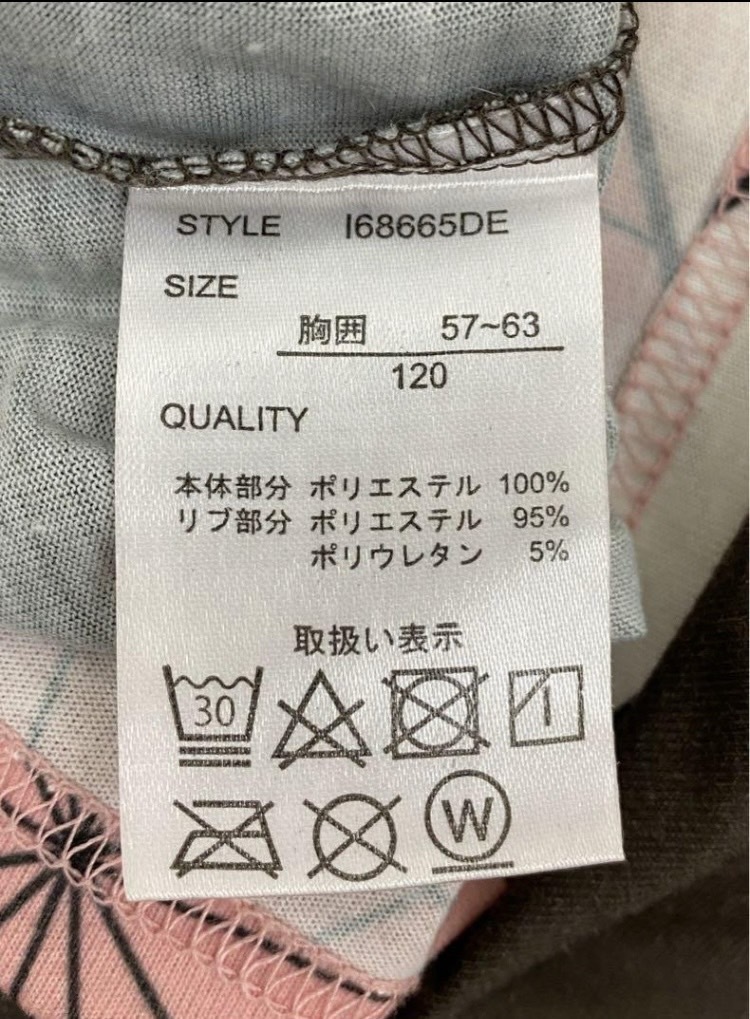 STYLE I68665DE
SIZE
胸囲 57~63
120
QUALITY
本体部分 ポリエステル 100%
リブ部分 ポリエステル 95%
ポリウレタン 5%
取扱い表示
30
W